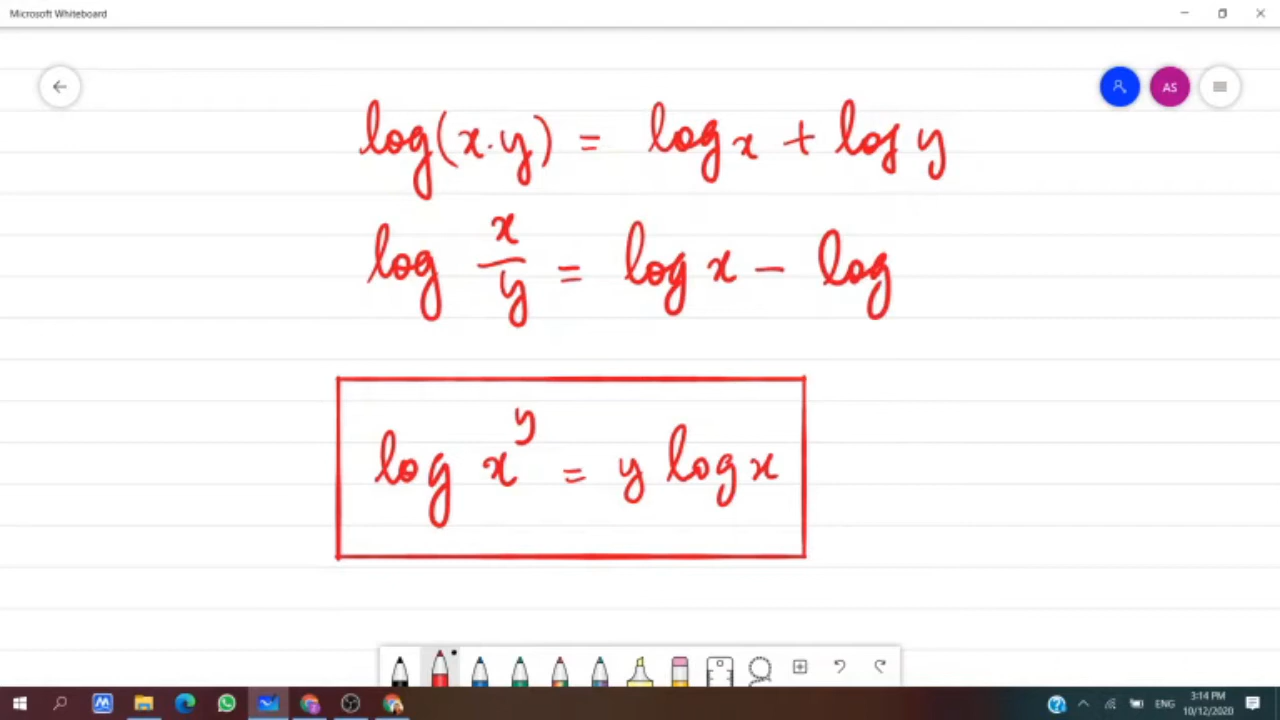 Microsoft Whiteboard
AS
log(x·y) = log x + log y
log x/y = log x - log
log x^y = y log x
ENG
3:14 PM
10/12/2020